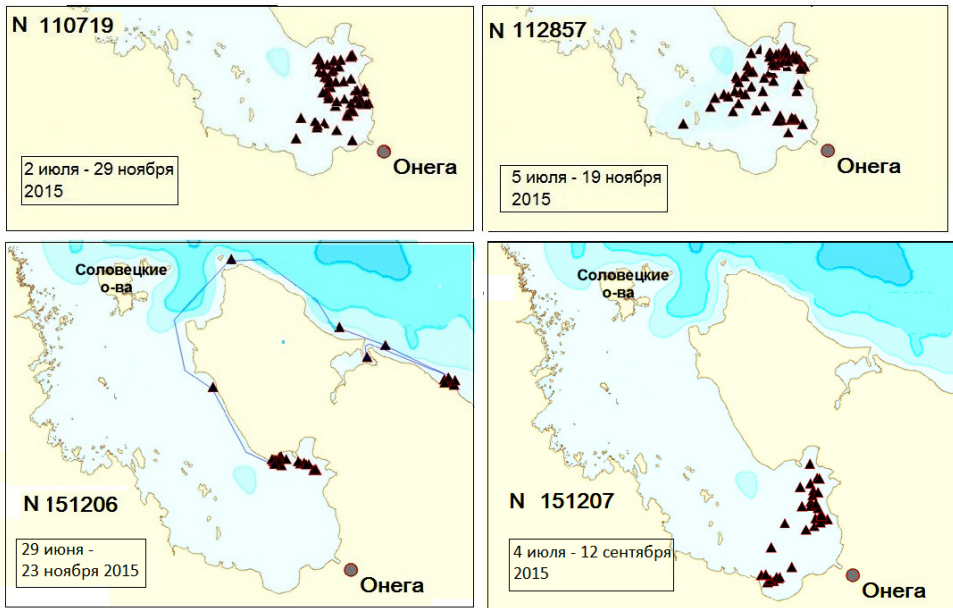 N 110719
Онега
2 июля - 29 ноября
2015
N 112857
Онега
5 июля - 19 ноября
2015
Соловецкие
о-ва
N 151206
29 июня -
23 ноября 2015
Онега
Соловецкие
о-ва
N 151207
4 июля - 12 сентября
2015
Онега